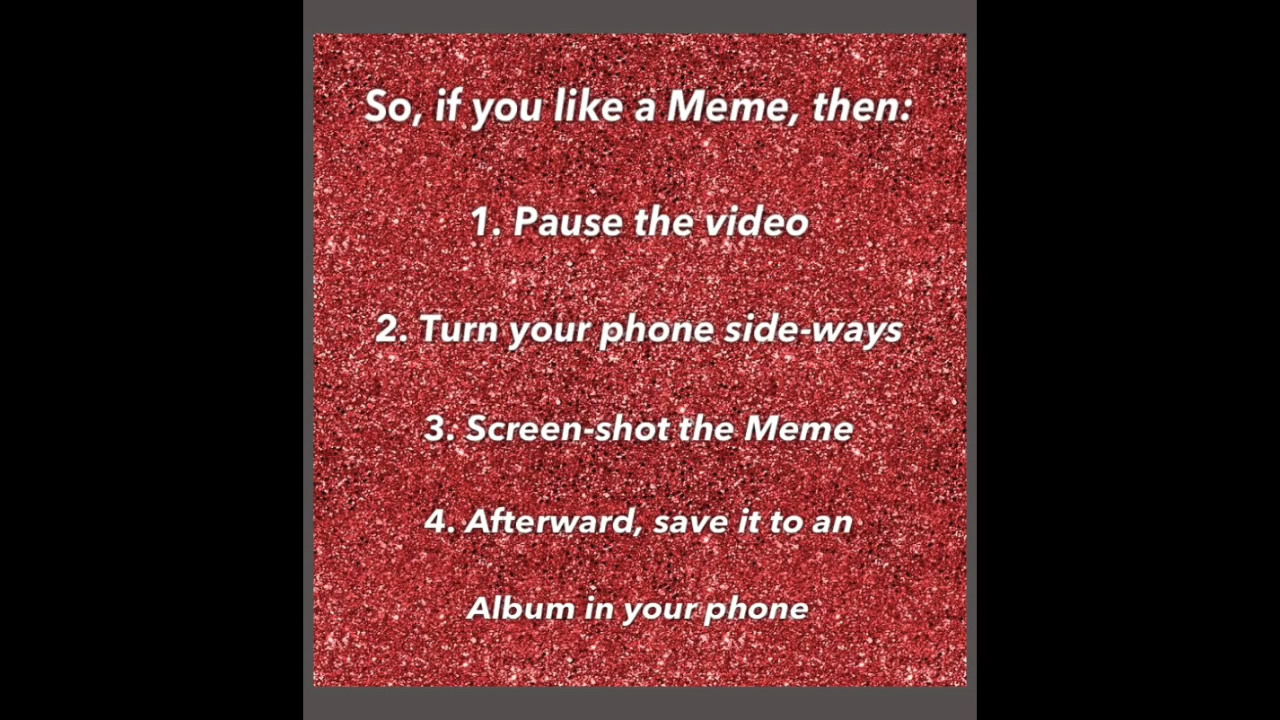 So, if you like a Meme, then:
1. Pause the video
2. Turn your phone side-ways
3. Screen-shot the Meme
4. Afterward, save it to an
Album in your phone